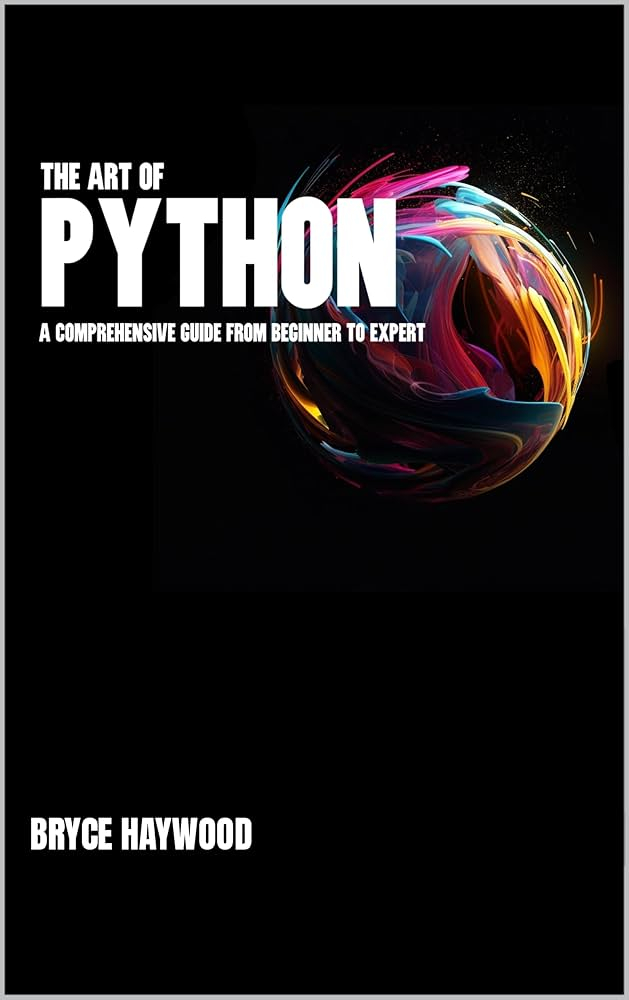 THE ART OF
PYTHON
A COMPREHENSIVE GUIDE FROM BEGINNER TO EXPERT
BRYCE HAYWOOD